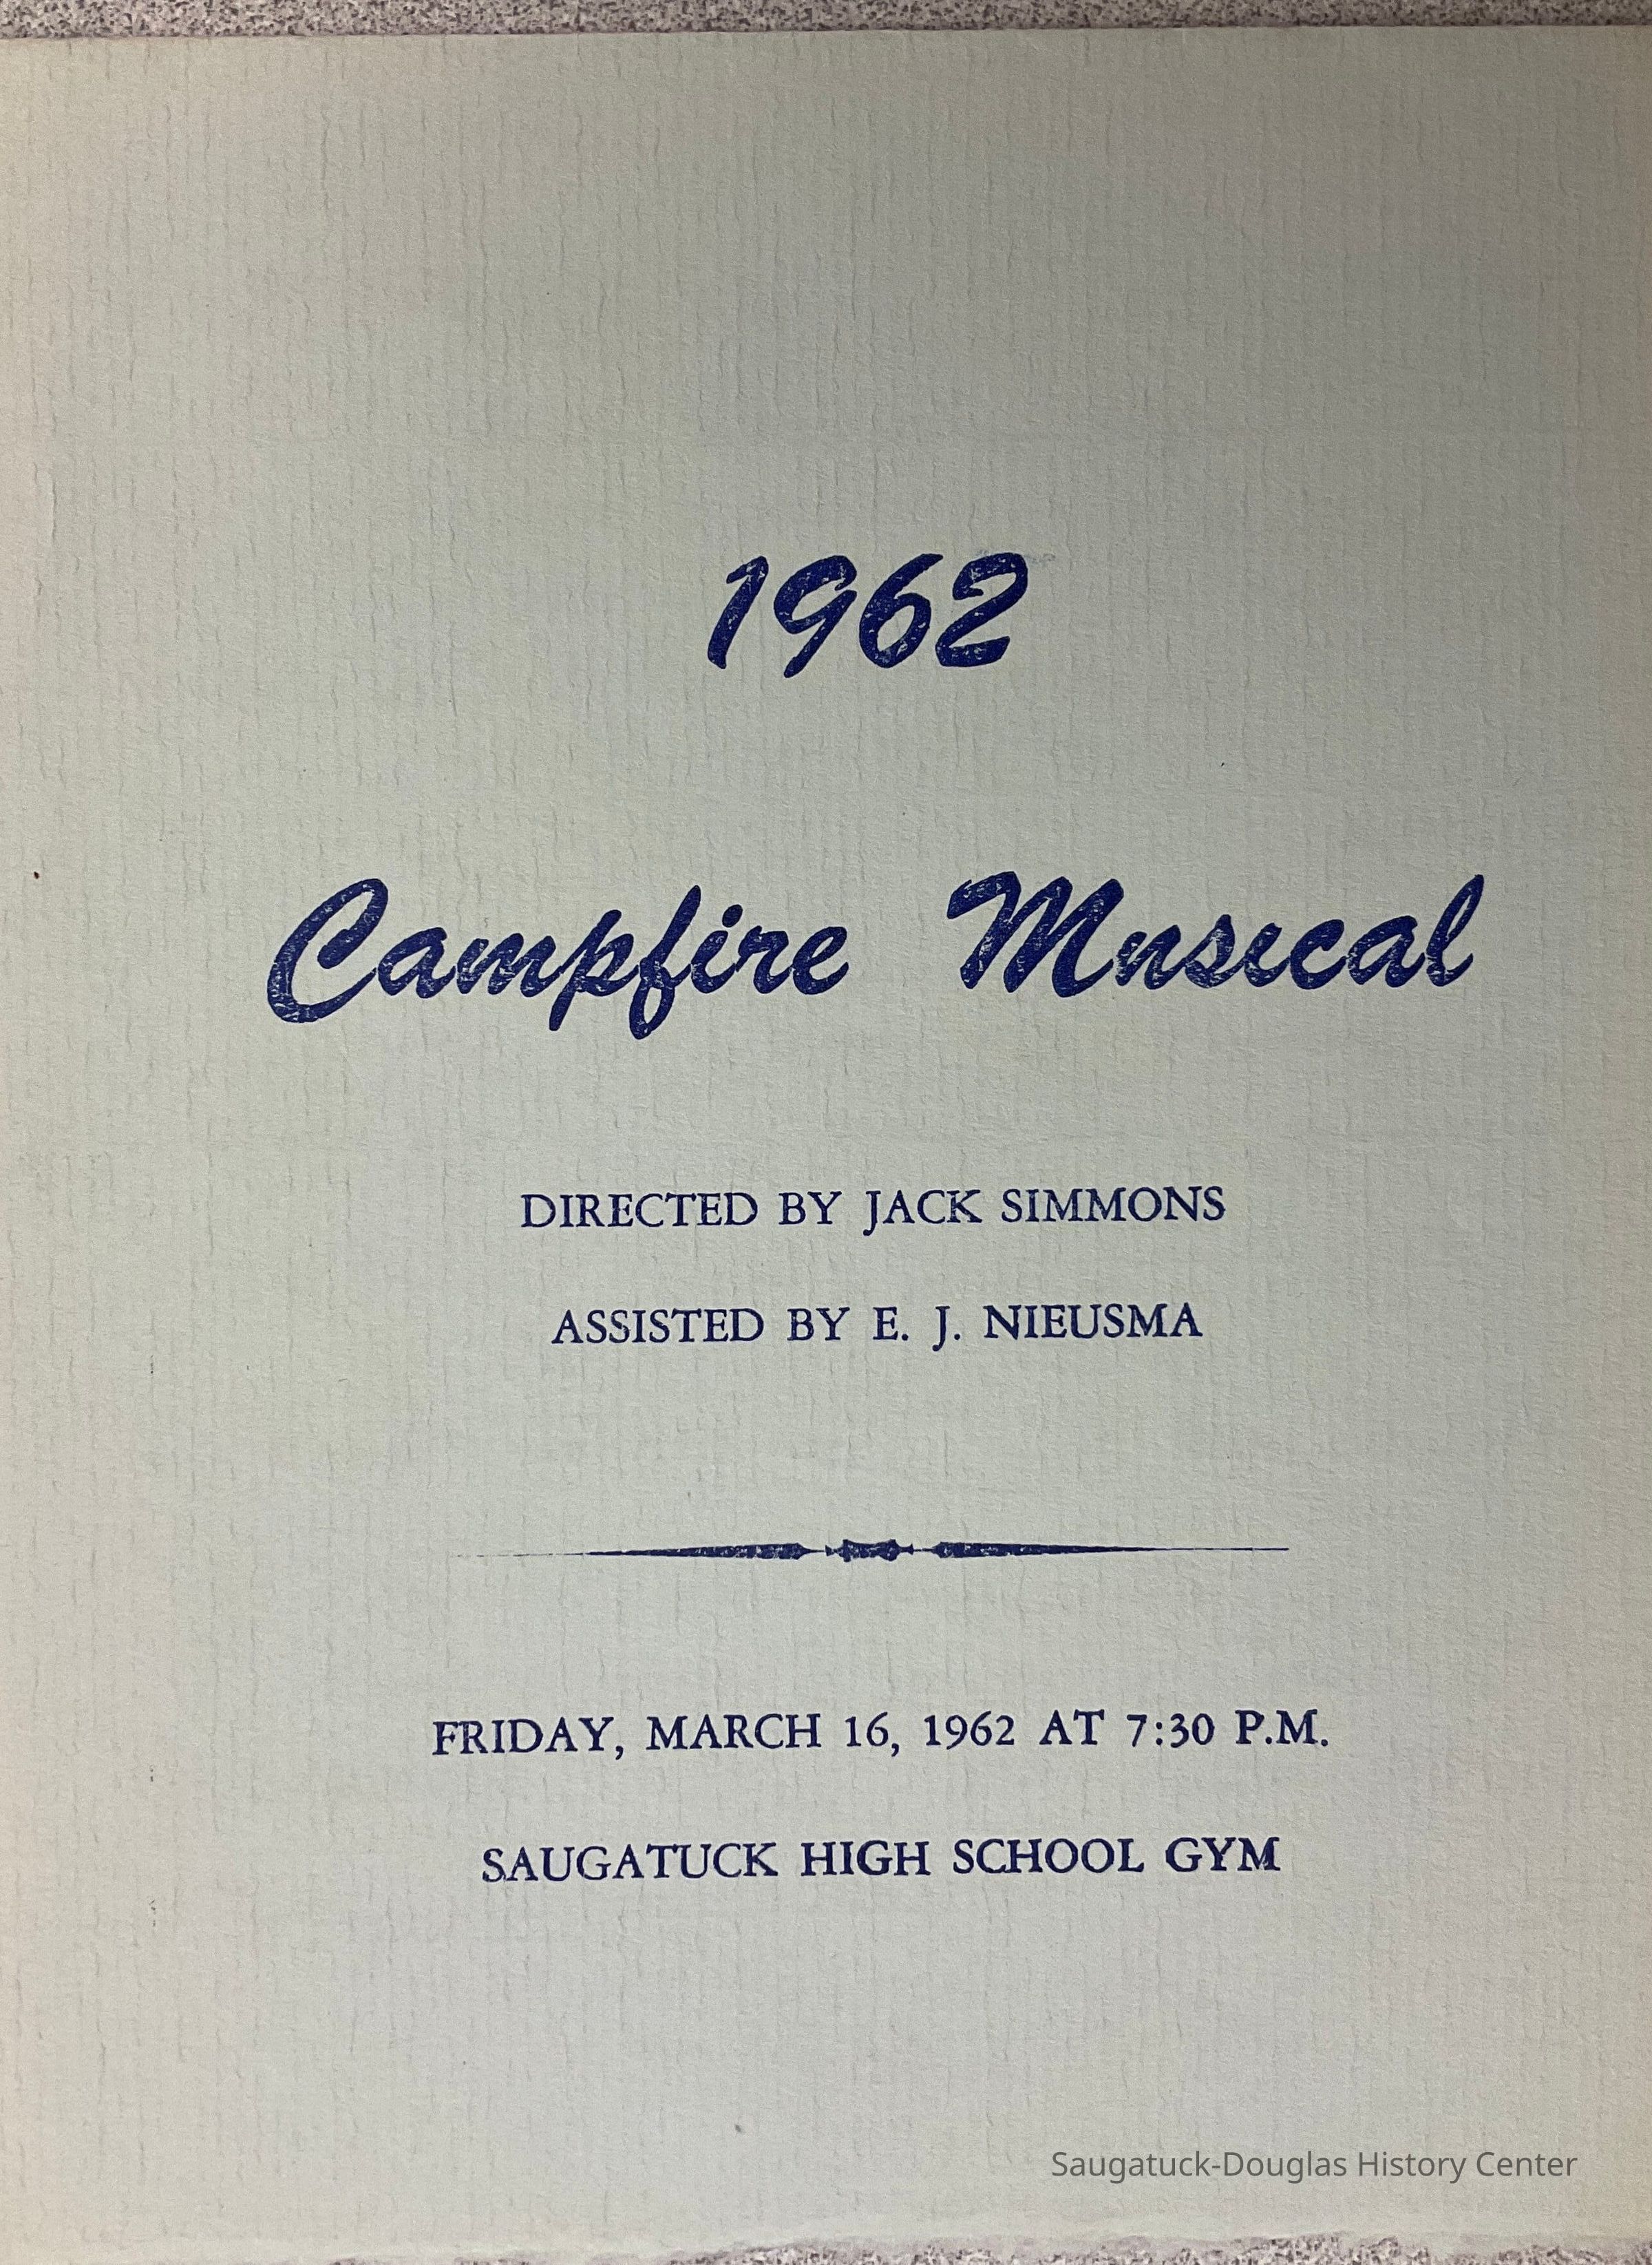 1962
Campfire Mnsical
DIRECTED BY JACK SIMMONS
ASSISTED BY E. J. NIEUSMA
FRIDAY, MARCH 16, 1962 AT 7:30 P.M.
SAUGATUCK HIGH SCHOOL GYM
Saugatuck-Douglas History Center